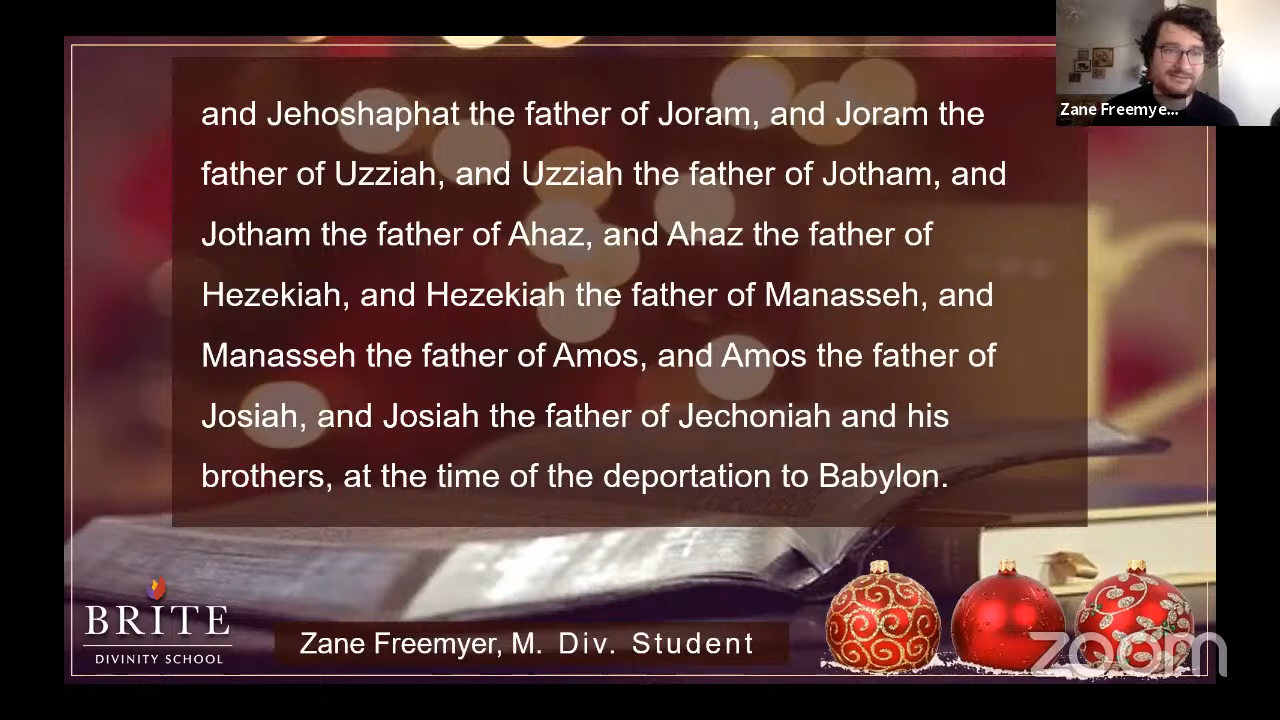 and Jehoshaphat the father of Joram, and Joram the
father of Uzziah, and Uzziah the father of Jotham, and
Jotham the father of Ahaz, and Ahaz the father of
Hezekiah, and Hezekiah the father of Manasseh, and
Manasseh the father of Amos, and Amos the father of
Josiah, and Josiah the father of Jechoniah and his
brothers, at the time of the deportation to Babylon.
Zane Freemye...
BRITE
DIVINITY SCHOOL
Zane Freemyer, M. Div. Student
zoom